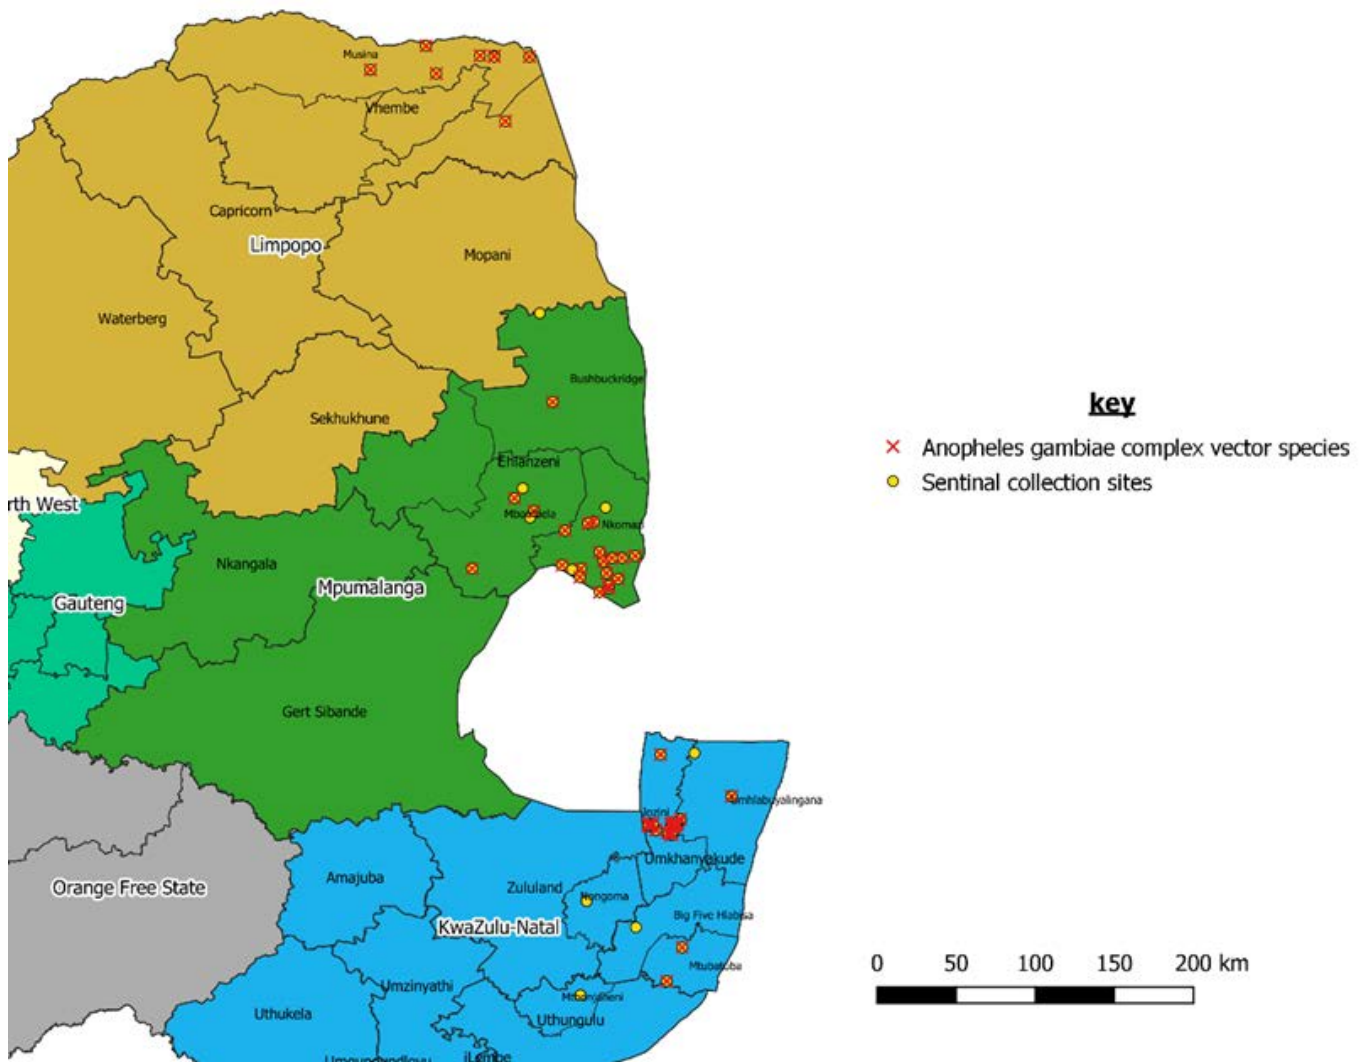 Musina
Vhembe
Capricorn
Limpopo
Mopani
Waterberg
Bushbuckridge
Sekhukhune
key
Anopheles gambiae complex vector species
Ehlanzeni
Sentinal collection sites
rth West
Nkomazi
Nkangala
Mpumalanga
Gauteng
Gert Sibande
Umhlabuyalingana
Jozini
Umkhanyakude
Amajuba
Zululand
Orange Free State
Nongoma
Big Five Hlabisa
KwaZulu-Natal
Mtubatuba
0 50 100 150 200 km
Umzinyathi
Uthukela
Uthungulu
iLembe